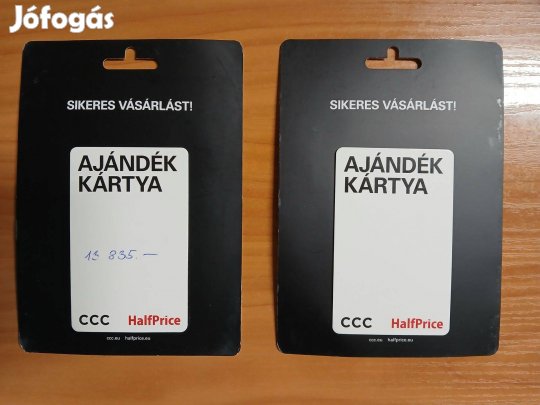 Jófogás
SIKERES VÁSÁRLÁST!
AJÁNDÉK
KÁRTYA
13 835.—
CCC HalfPrice
ccc.eu halfprice.eu
SIKERES VÁSÁRLÁST!
AJÁNDÉK
KÁRTYA
CCC HalfPrice
ccc.eu halfprice.eu